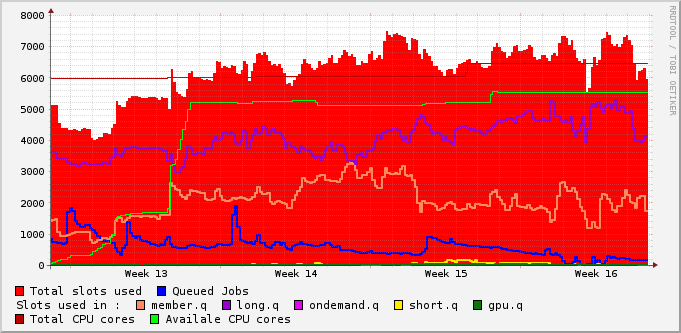 8000
7000
6000
5000
4000
3000
2000
1000
0
Week 13 Week 14 Week 15 Week 16
RRDTOOL / TOBI OETIKER
Total slots used Queued Jobs
Slots used in : member.q long.q ondemand.q short.q gpu.q
Total CPU cores Availale CPU cores